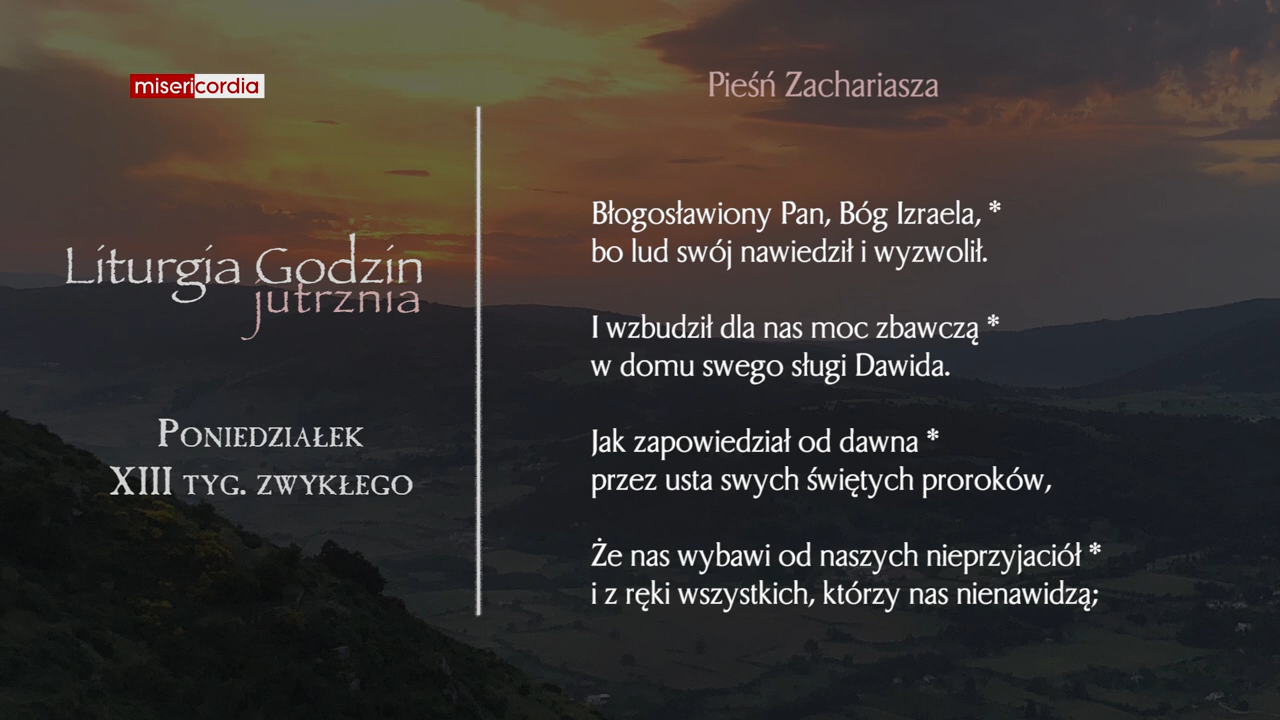 misericordia
Liturgia Godzin
jutrznia
Poniedziałek
XIII tyg. zwykłego
Pieśń Zachariasza
Błogosławiony Pan, Bóg Izraela, *
bo lud swój nawiedził i wyzwolił.
I wzbudził dla nas moc zbawczą *
w domu swego sługi Dawida.
Jak zapowiedział od dawna *
przez usta swych świętych proroków,
Że nas wybawi od naszych nieprzyjaciół *
i z ręki wszystkich, którzy nas nienawidzą;